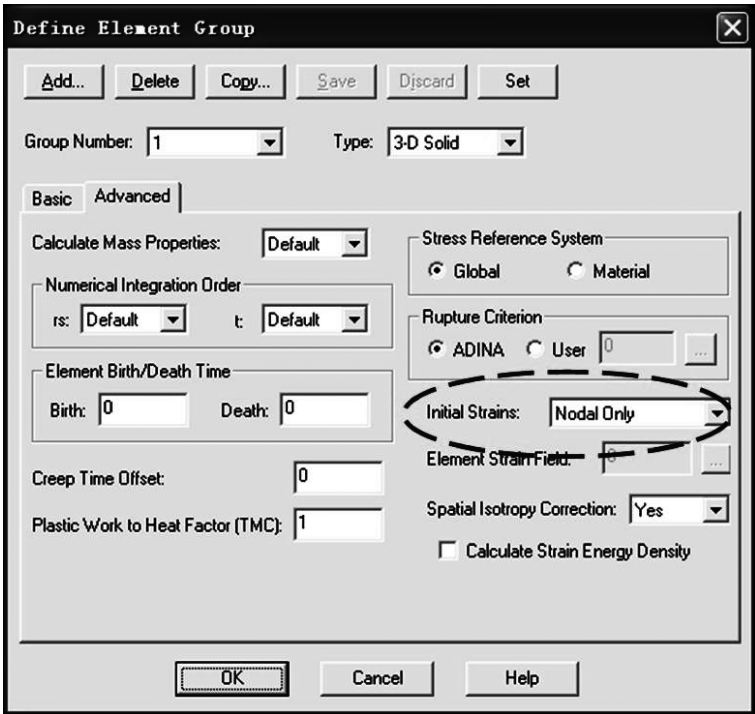 Define Element Group
Add... Delete Copy... Save Discard Set
Group Number: 1 Type: 3-D Solid
Basic Advanced
Calculate Mass Properties: Default
Numerical Integration Order
rs: Default t: Default
Element Birth/Death Time
Birth: 0 Death: 0
Creep Time Offset: 0
Plastic Work to Heat Factor (TMC): 1
Stress Reference System
Global Material
Rupture Criterion
ADINA User 0 ...
Initial Strains: Nodal Only
Element Strain Field: 0 ...
Spatial Isotropy Correction: Yes
Calculate Strain Energy Density
OK Cancel Help